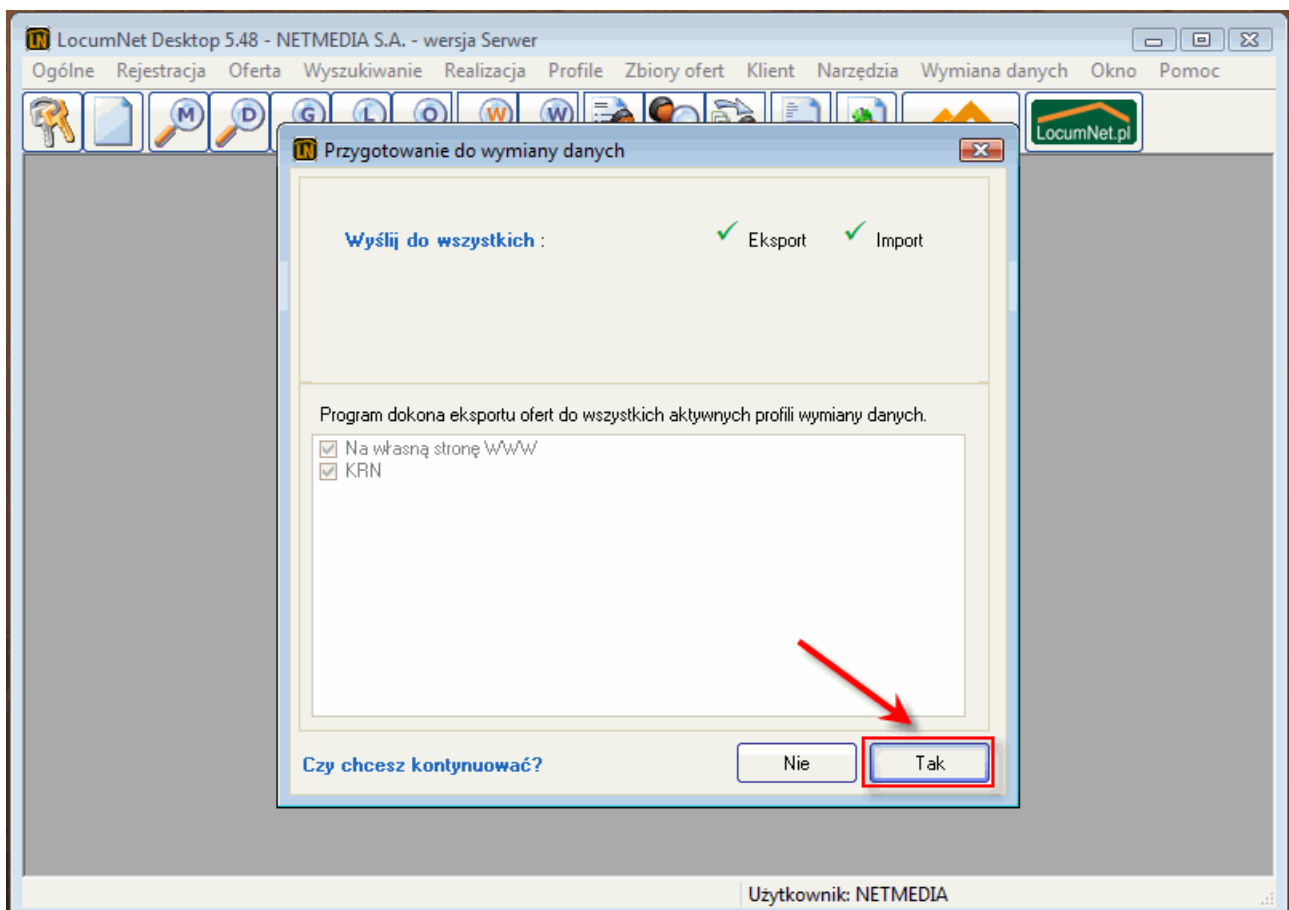 LocumNet Desktop 5.48 - NETMEDIA S.A. - wersja Serwer
Ogólne Rejestracja Oferta Wyszukiwanie Realizacja Profile Zbiory ofert Klient Narzędzia Wymiana danych Okno Pomoc
M D G L O W W LocumNet.pl
Przygotowanie do wymiany danych
Wyślij do wszystkich : Eksport Import
Program dokona eksportu ofert do wszystkich aktywnych profili wymiany danych.
Na własną stronę WWW
KRN
Czy chcesz kontynuować? Nie Tak
Użytkownik: NETMEDIA